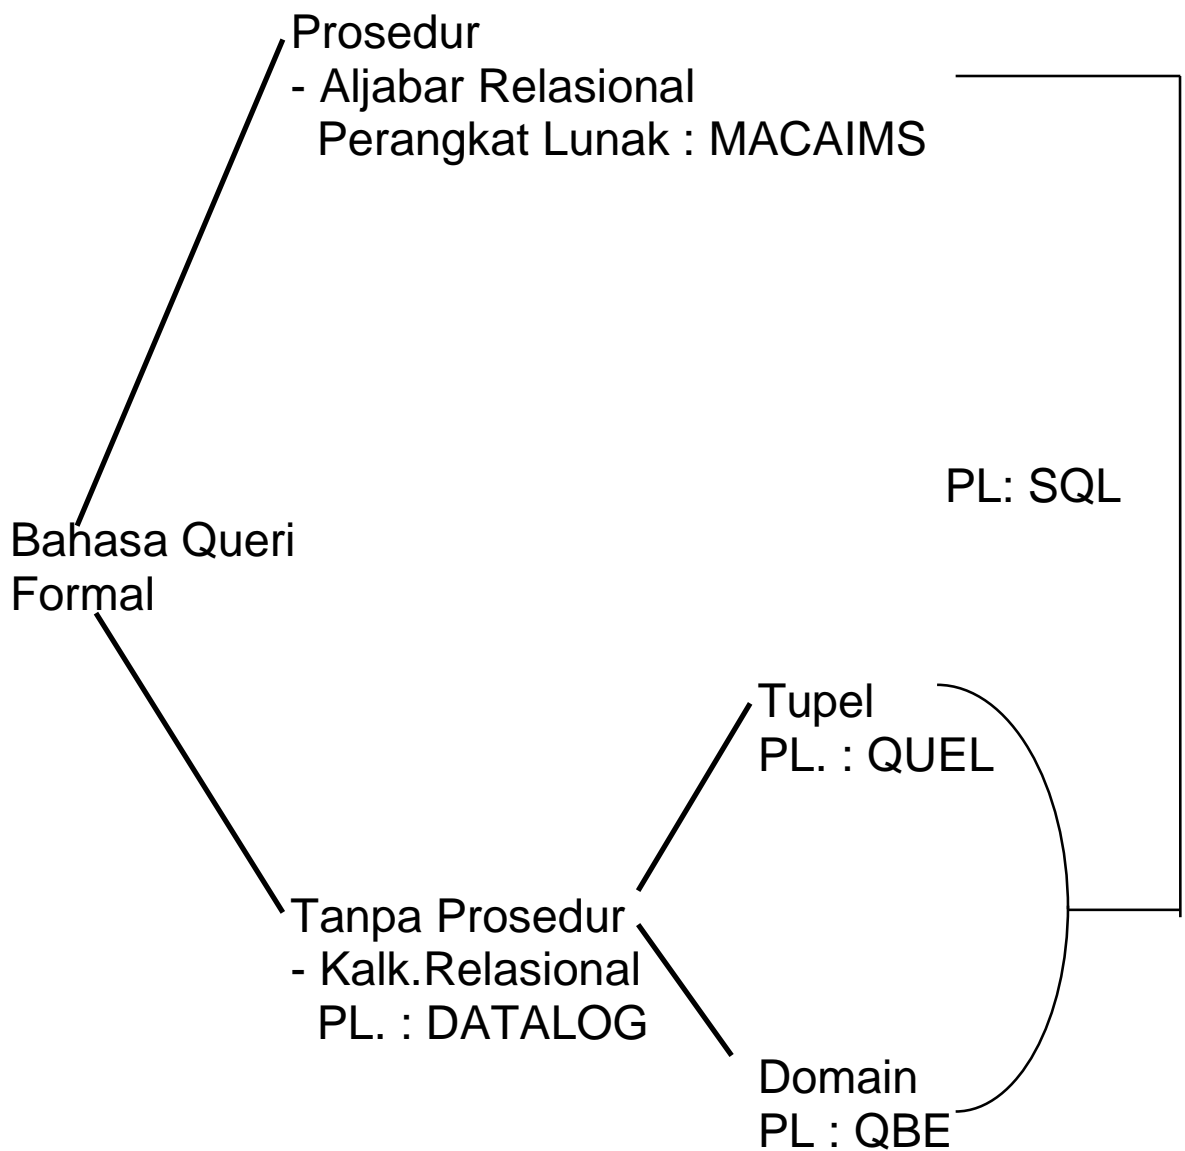 Prosedur
- Aljabar Relasional
Perangkat Lunak : MACAIMS
PL: SQL
Bahasa Queri
Formal
Tupel
PL. : QUEL
Tanpa Prosedur
- Kalk.Relasional
PL. : DATALOG
Domain
PL : QBE